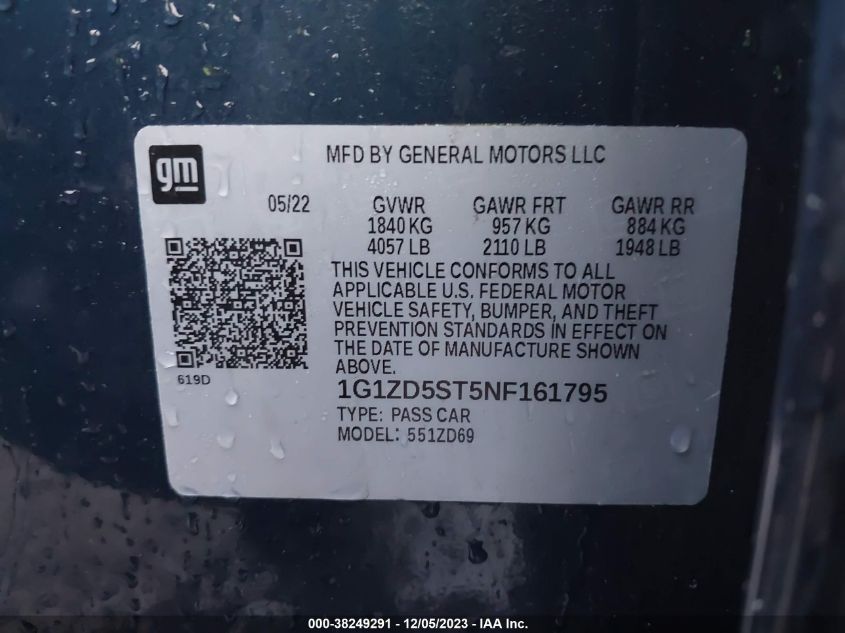 gm
MFD BY GENERAL MOTORS LLC
05/22 GVWR GAWR FRT GAWR RR
1840 KG 957 KG 884 KG
4057 LB 2110 LB 1948 LB
THIS VEHICLE CONFORMS TO ALL
APPLICABLE U.S. FEDERAL MOTOR
VEHICLE SAFETY, BUMPER, AND THEFT
PREVENTION STANDARDS IN EFFECT ON
THE DATE OF MANUFACTURE SHOWN
ABOVE.
619D
1G1ZD5ST5NF161795
TYPE: PASS CAR
MODEL: 551ZD69
000-38249291 - 12/05/2023 - IAA Inc.